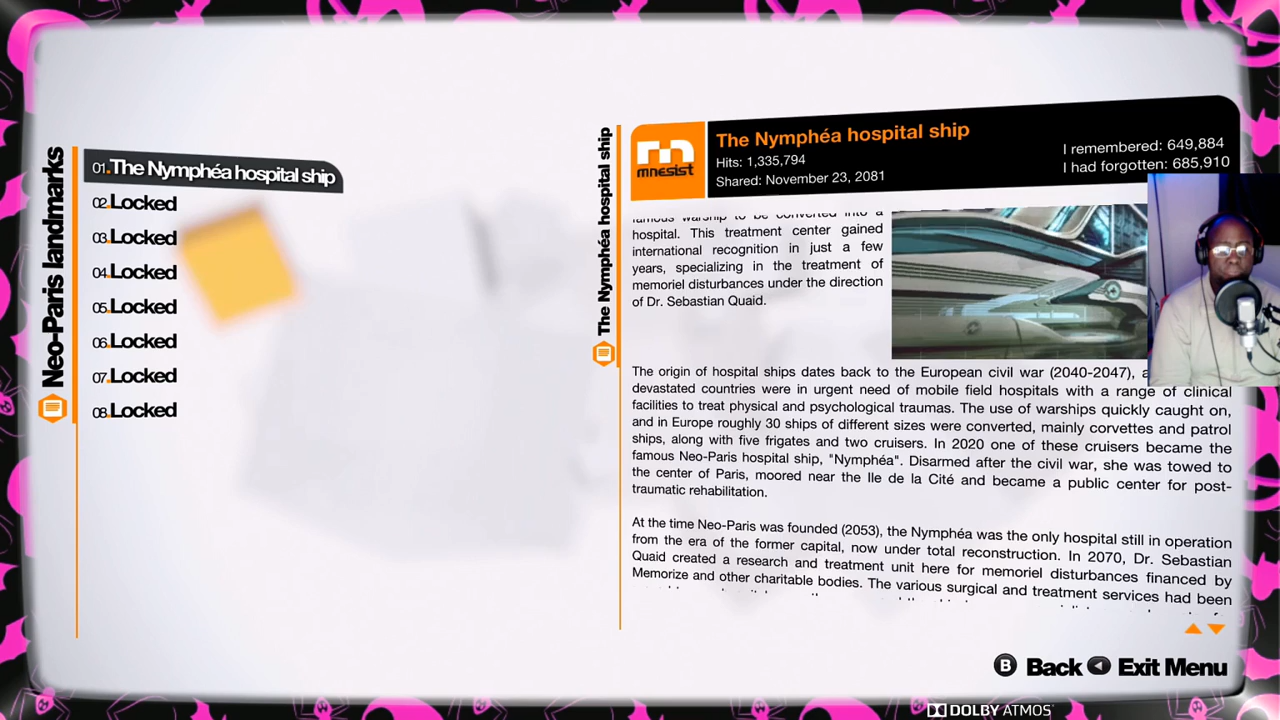 Neo-Paris landmarks
01.The Nymphéa hospital ship
02.Locked
03.Locked
04.Locked
05.Locked
06.Locked
07.Locked
08.Locked
The Nymphéa hospital ship
mnesist
The Nymphéa hospital ship
Hits: 1,335,794
Shared: November 23, 2081
I remembered: 649,884
I had forgotten: 685,910
famous warship to be converted into a
hospital. This treatment center gained
international recognition in just a few
years, specializing in the treatment of
memoriel disturbances under the direction
of Dr. Sebastian Quaid.
The origin of hospital ships dates back to the European civil war (2040-2047),
devastated countries were in urgent need of mobile field hospitals with a range of clinical
facilities to treat physical and psychological traumas. The use of warships quickly caught on,
and in Europe roughly 30 ships of different sizes were converted, mainly corvettes and patrol
ships, along with five frigates and two cruisers. In 2020 one of these cruisers became the
famous Neo-Paris hospital ship, "Nymphéa". Disarmed after the civil war, she was towed to
the center of Paris, moored near the Ile de la Cité and became a public center for post-
traumatic rehabilitation.
At the time Neo-Paris was founded (2053), the Nymphéa was the only hospital still in operation
from the era of the former capital, now under total reconstruction. In 2070, Dr. Sebastian
Quaid created a research and treatment unit here for memoriel disturbances financed by
Memorize and other charitable bodies. The various surgical and treatment services had been
B Back Exit Menu
DOLBY ATMOS